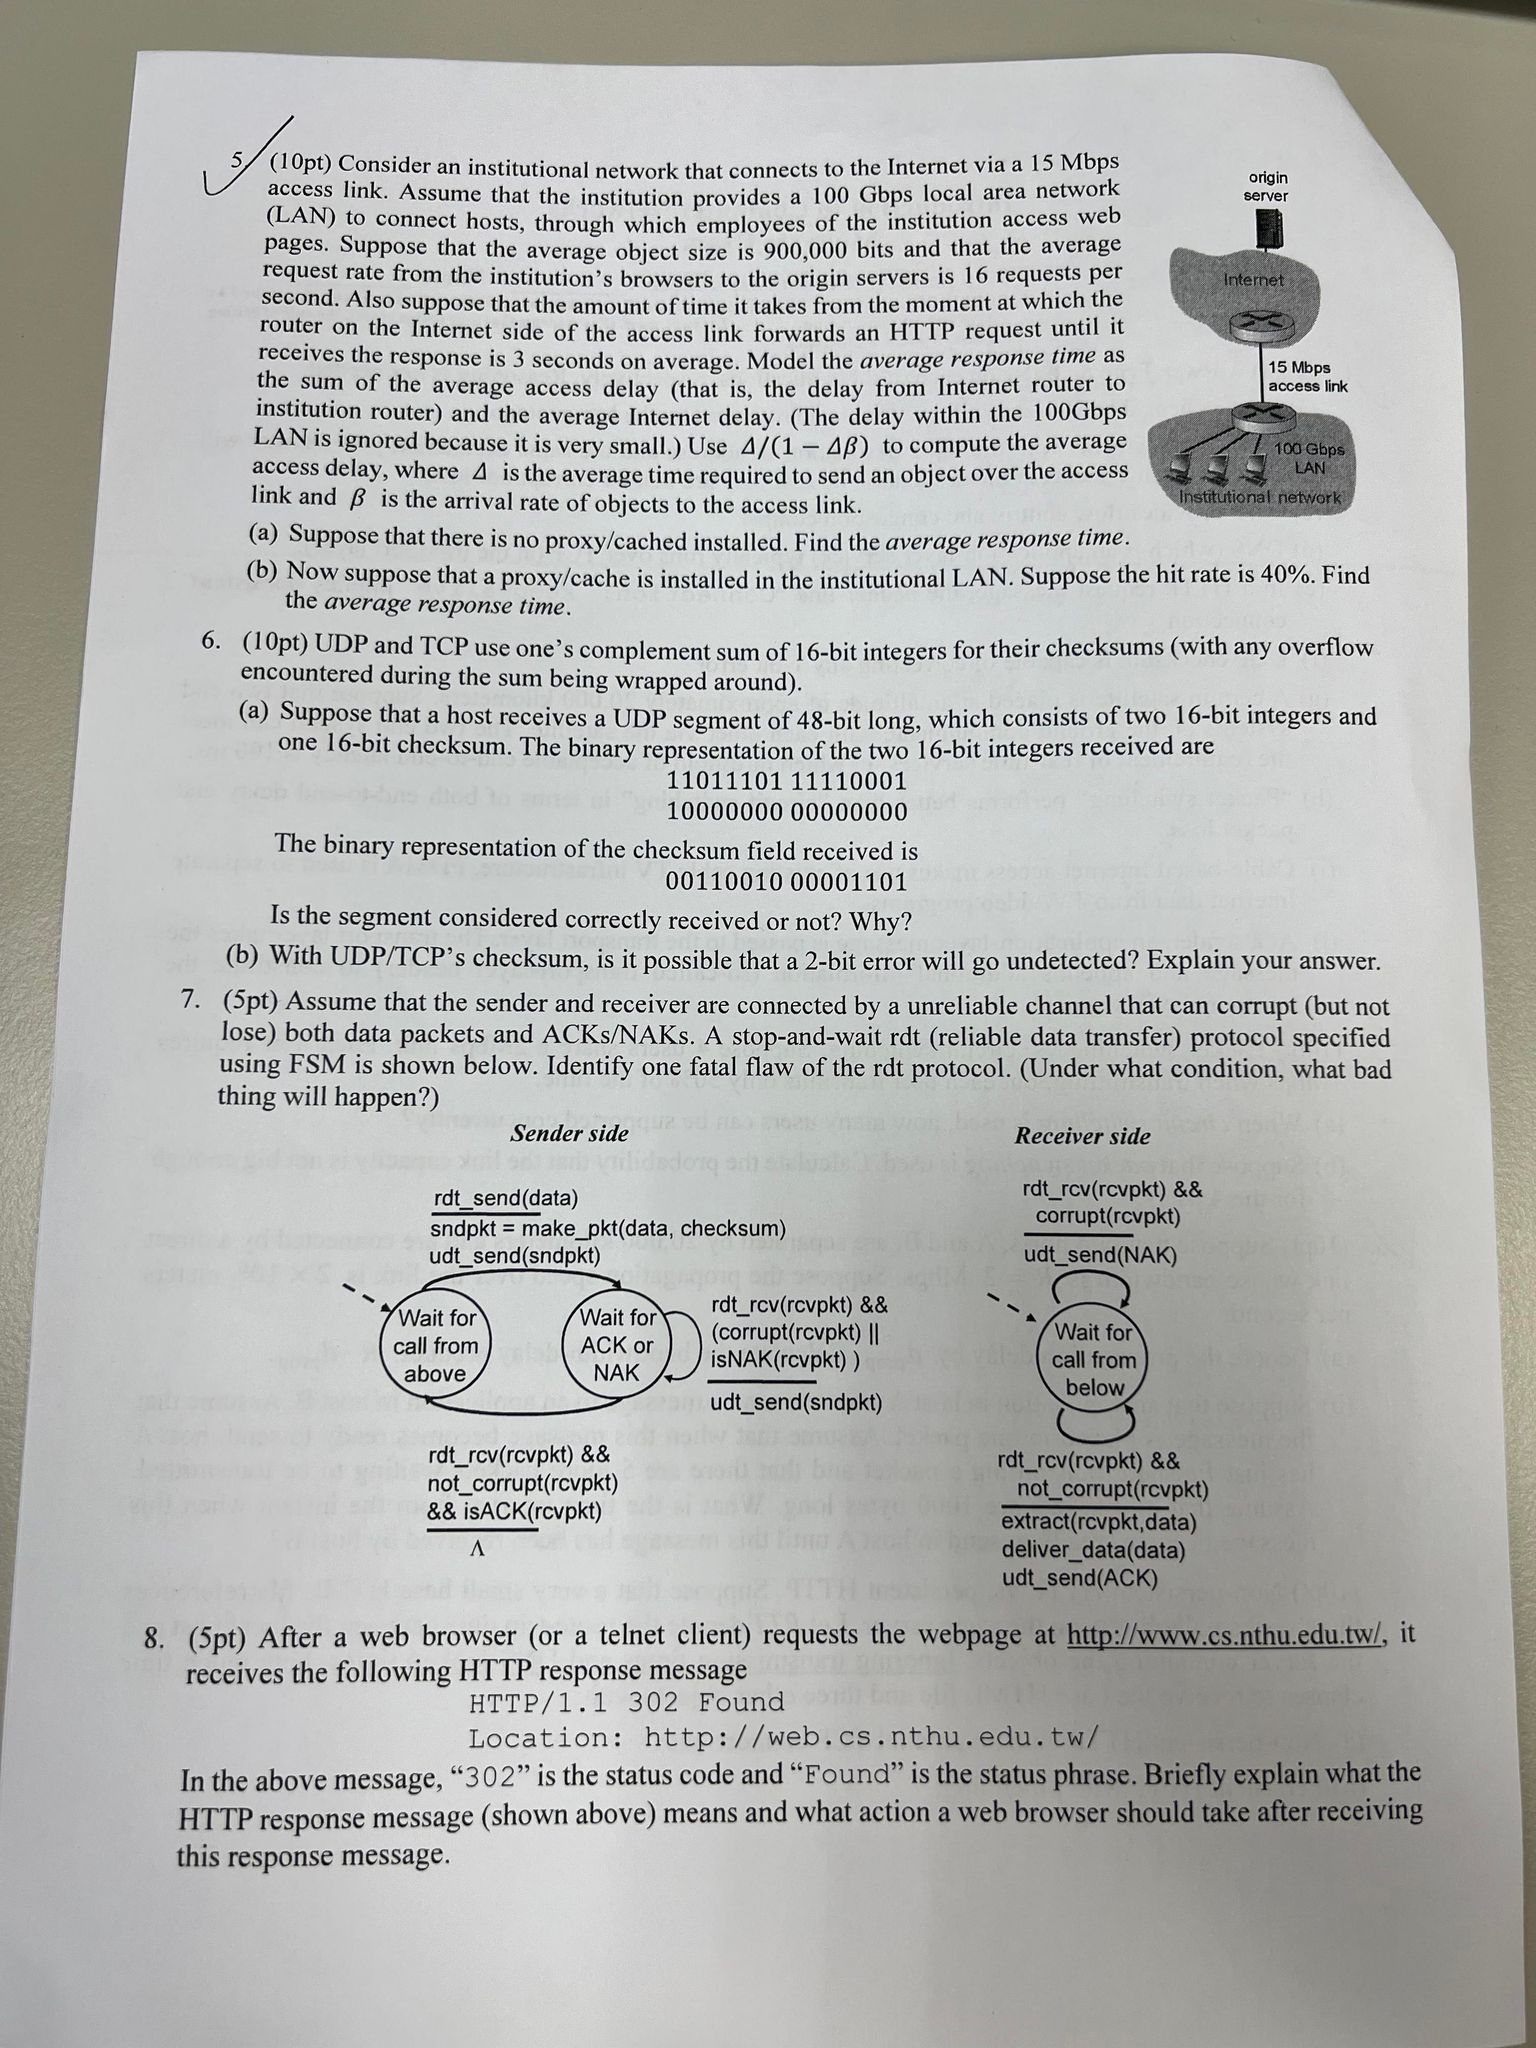 5. (10pt) Consider an institutional network that connects to the Internet via a 15 Mbps
access link. Assume that the institution provides a 100 Gbps local area network
(LAN) to connect hosts, through which employees of the institution access web
pages. Suppose that the average object size is 900,000 bits and that the average
request rate from the institution's browsers to the origin servers is 16 requests per
second. Also suppose that the amount of time it takes from the moment at which the
router on the Internet side of the access link forwards an HTTP request until it
receives the response is 3 seconds on average. Model the average response time as
the sum of the average access delay (that is, the delay from Internet router to
institution router) and the average Internet delay. (The delay within the 100Gbps
LAN is ignored because it is very small.) Use Δ/(1 − Δβ) to compute the average
access delay, where Δ is the average time required to send an object over the access
link and β is the arrival rate of objects to the access link.
origin
server
Internet
15 Mbps
access link
100 Gbps
LAN
Institutional network
(a) Suppose that there is no proxy/cached installed. Find the average response time.
(b) Now suppose that a proxy/cache is installed in the institutional LAN. Suppose the hit rate is 40%. Find
the average response time.
6. (10pt) UDP and TCP use one's complement sum of 16-bit integers for their checksums (with any overflow
encountered during the sum being wrapped around).
(a) Suppose that a host receives a UDP segment of 48-bit long, which consists of two 16-bit integers and
one 16-bit checksum. The binary representation of the two 16-bit integers received are
11011101 11110001
10000000 00000000
The binary representation of the checksum field received is
00110010 00001101
Is the segment considered correctly received or not? Why?
(b) With UDP/TCP's checksum, is it possible that a 2-bit error will go undetected? Explain your answer.
7. (5pt) Assume that the sender and receiver are connected by a unreliable channel that can corrupt (but not
lose) both data packets and ACKs/NAKs. A stop-and-wait rdt (reliable data transfer) protocol specified
using FSM is shown below. Identify one fatal flaw of the rdt protocol. (Under what condition, what bad
thing will happen?)
Sender side
rdt_send(data)
sndpkt = make_pkt(data, checksum)
udt_send(sndpkt)
Wait for
call from
above
Wait for
ACK or
NAK
rdt_rcv(rcvpkt) &&
(corrupt(rcvpkt) ||
isNAK(rcvpkt) )
udt_send(sndpkt)
rdt_rcv(rcvpkt) &&
not_corrupt(rcvpkt)
&& isACK(rcvpkt)
Λ
Receiver side
rdt_rcv(rcvpkt) &&
corrupt(rcvpkt)
udt_send(NAK)
Wait for
call from
below
rdt_rcv(rcvpkt) &&
not_corrupt(rcvpkt)
extract(rcvpkt,data)
deliver_data(data)
udt_send(ACK)
8. (5pt) After a web browser (or a telnet client) requests the webpage at http://www.cs.nthu.edu.tw/, it
receives the following HTTP response message
HTTP/1.1 302 Found
Location: http://web.cs.nthu.edu.tw/
In the above message, "302" is the status code and "Found" is the status phrase. Briefly explain what the
HTTP response message (shown above) means and what action a web browser should take after receiving
this response message.